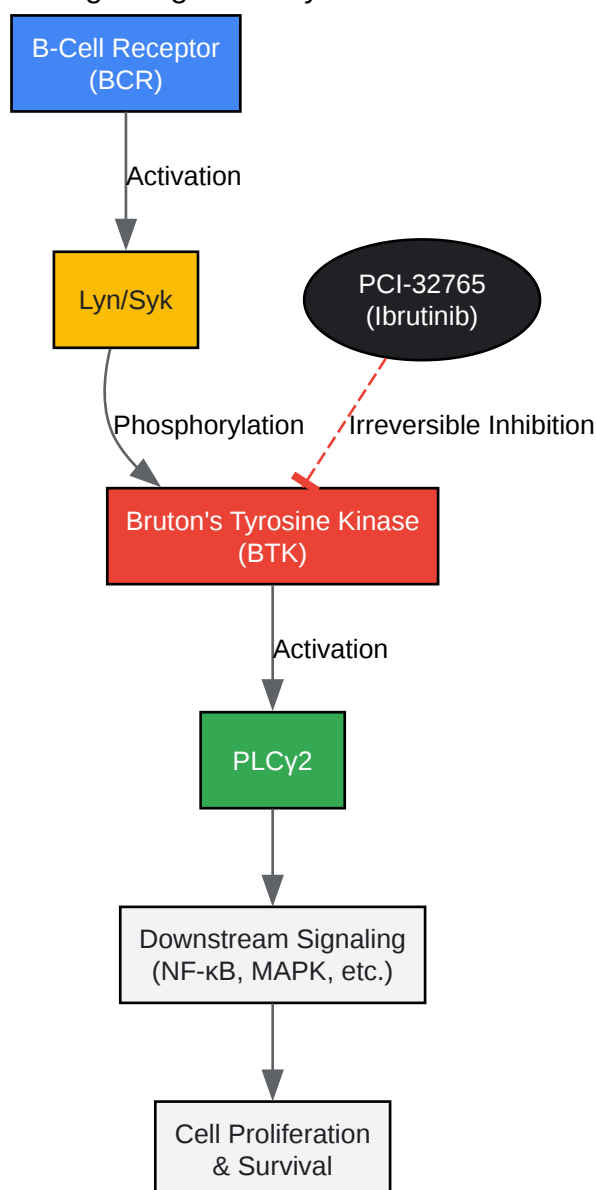 B-Cell Receptor
(BCR)
Activation
Lyn/Syk
PCI-32765
(Ibrutinib)
Phosphorylation
Irreversible Inhibition
Bruton's Tyrosine Kinase
(BTK)
Activation
PLCγ2
Downstream Signaling
(NF-κB, MAPK, etc.)
Cell Proliferation
& Survival